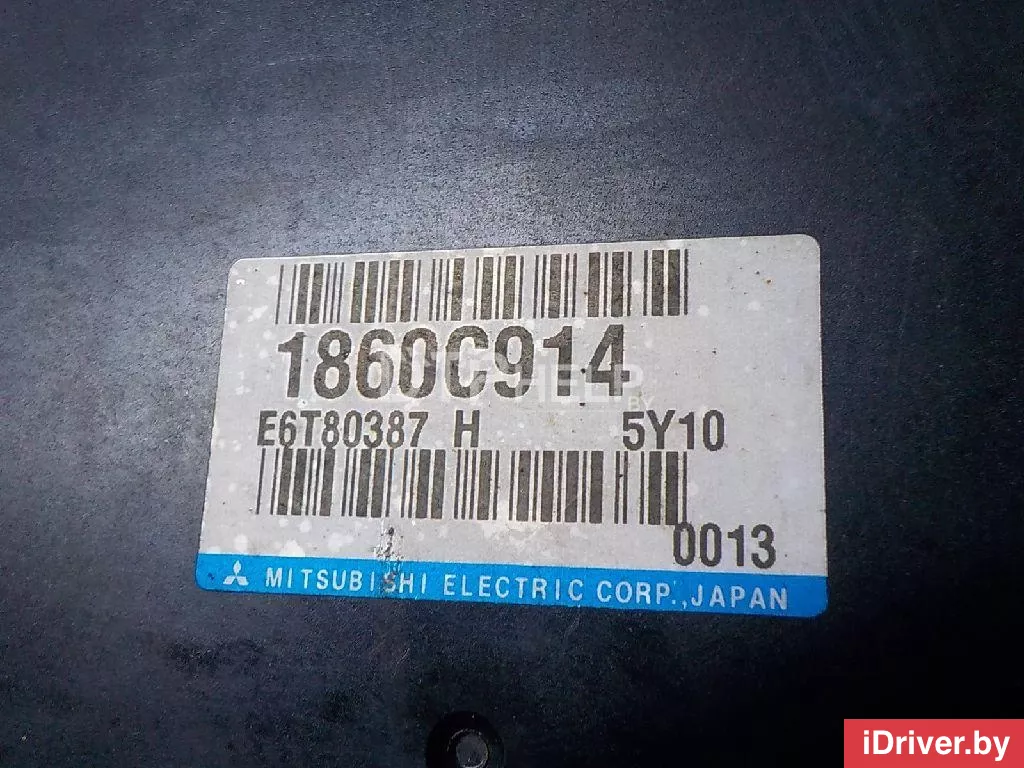 1860C914
E6T80387 H 5Y10
0013
MITSUBISHI ELECTRIC CORP.,JAPAN
iDriver.by